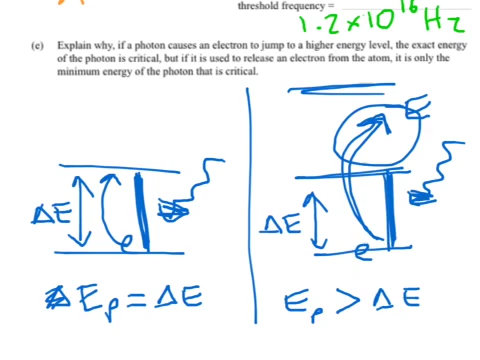 threshold frequency = 1.2 × 10^16 Hz
(c) Explain why, if a photon causes an electron to jump to a higher energy level, the exact energy
of the photon is critical, but if it is used to release an electron from the atom, it is only the
minimum energy of the photon that is critical.
E
ΔE
ΔE
e
e
E_p = ΔE
E_p > ΔE